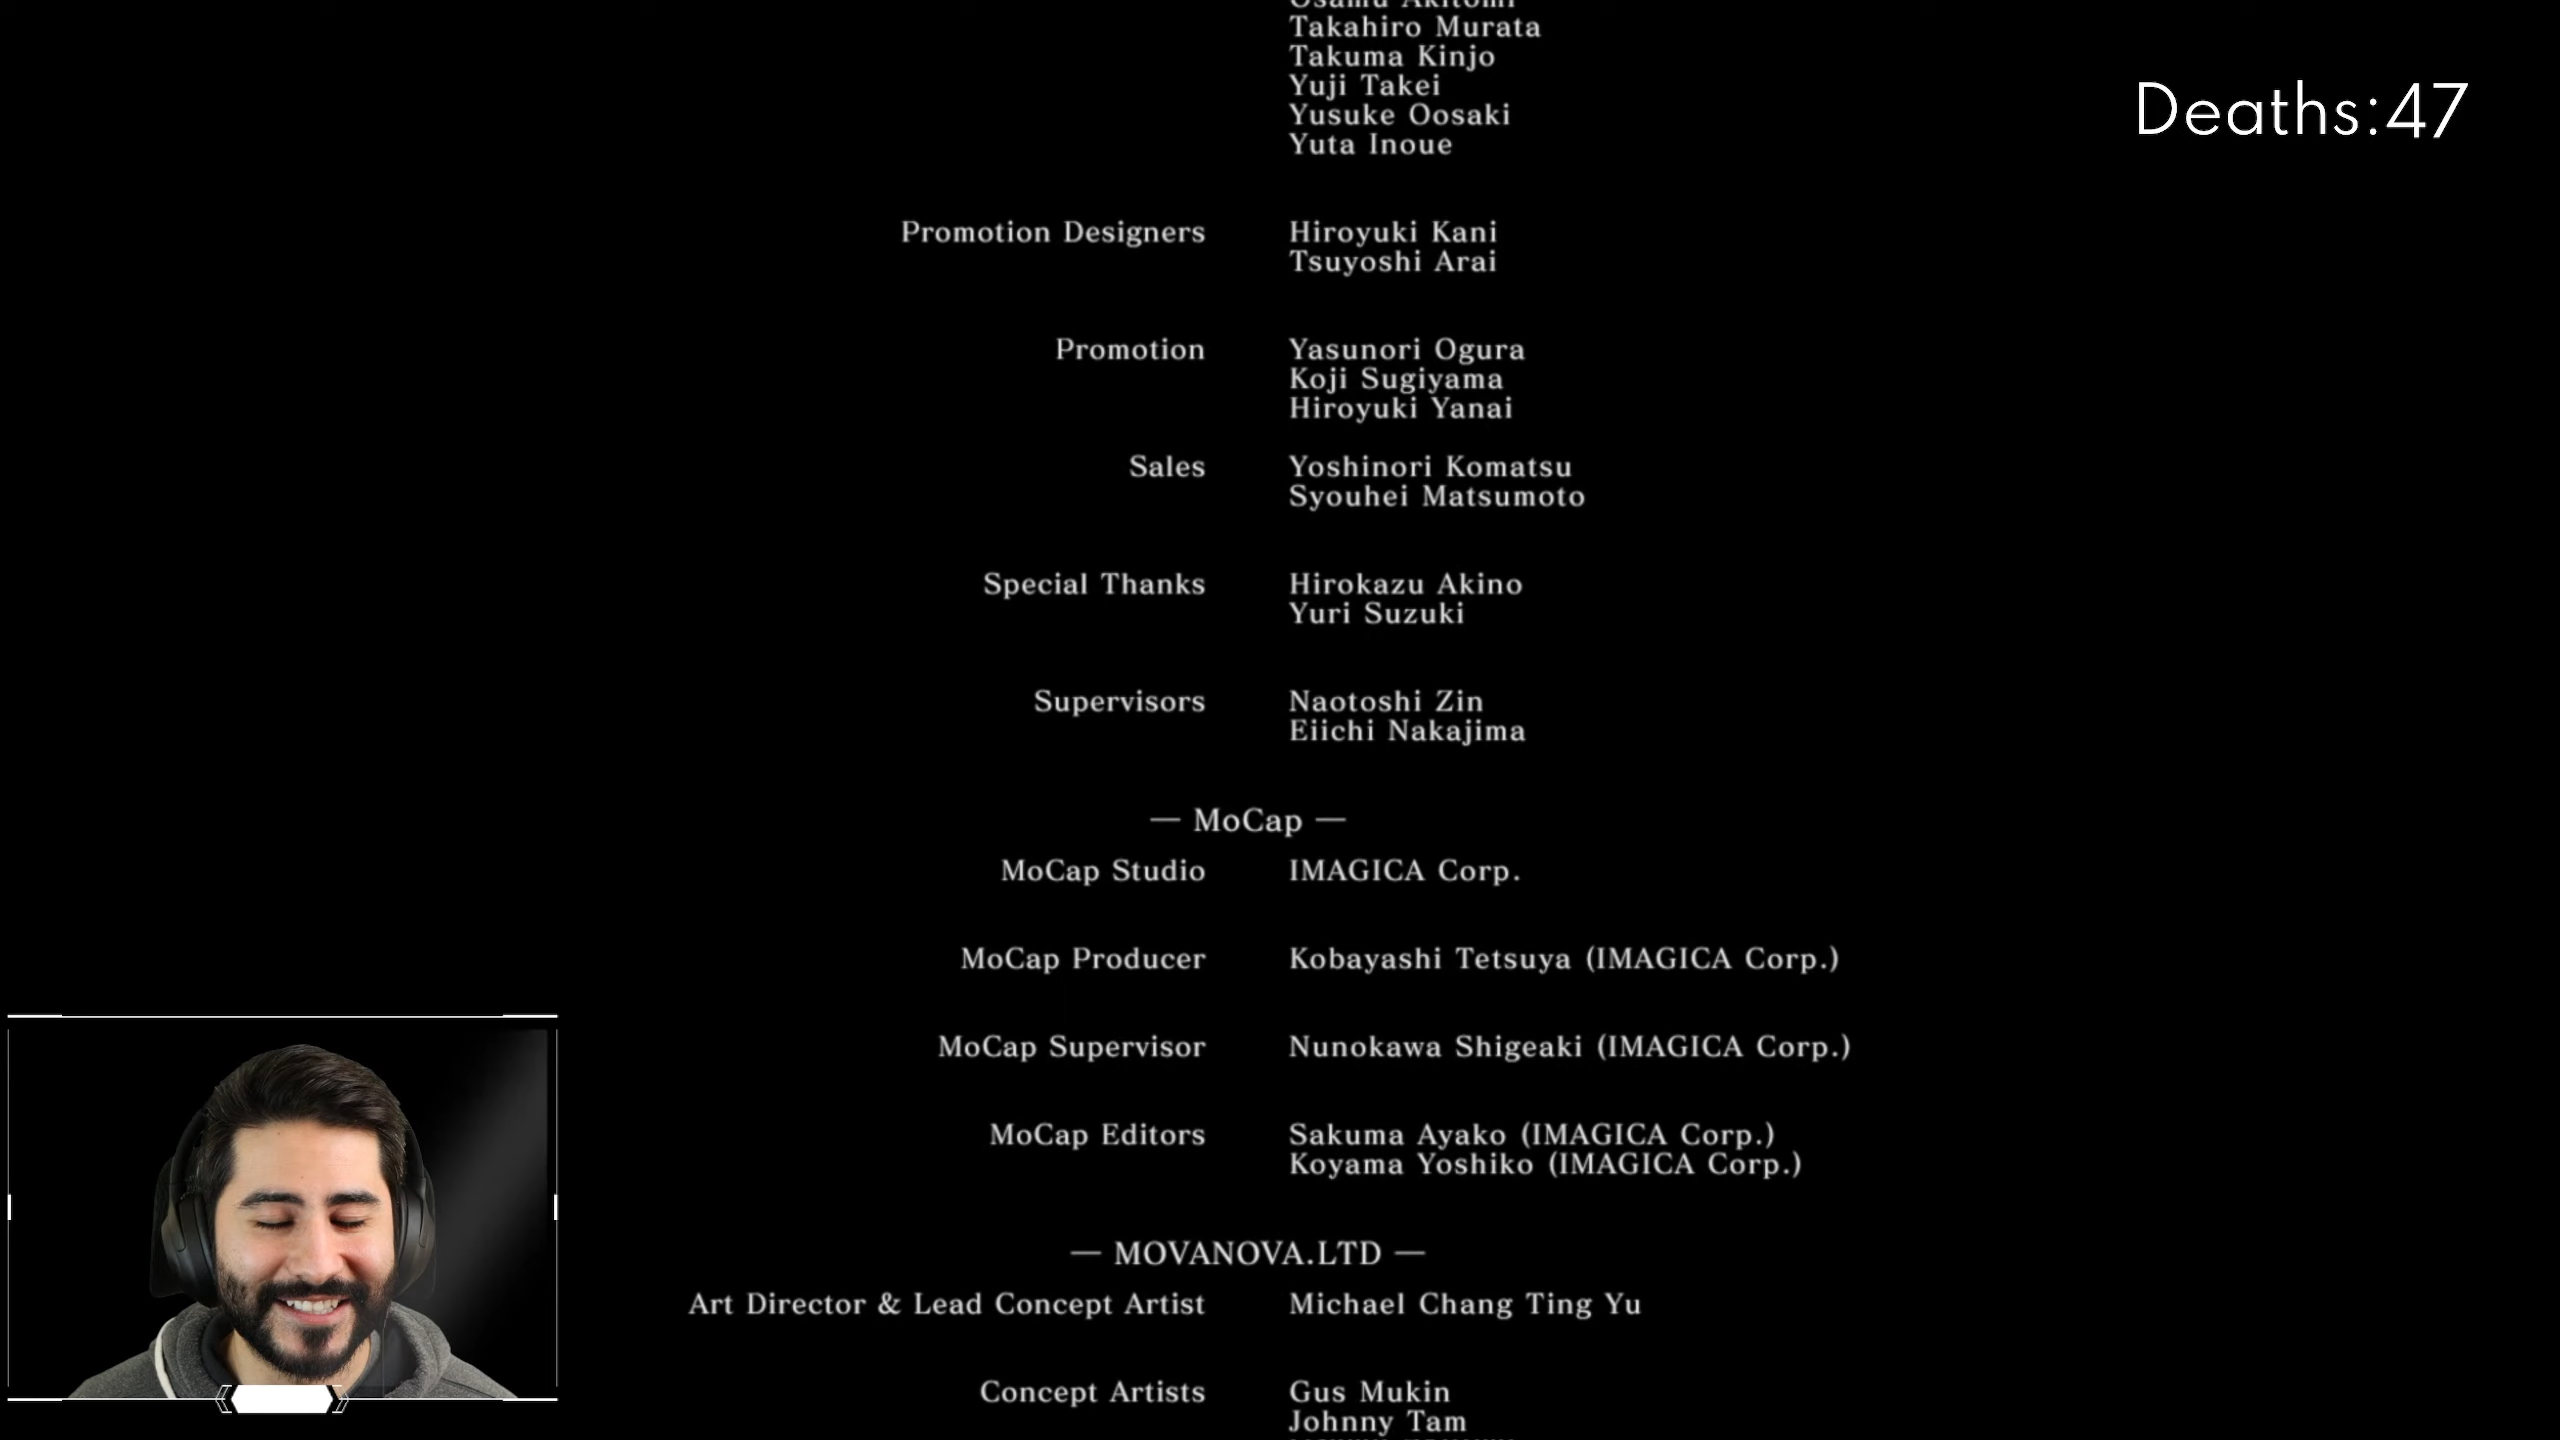 Osamu Akitomi
Takahiro Murata
Takuma Kinjo
Yuji Takei
Yusuke Oosaki
Yuta Inoue
Deaths:47
Promotion Designers Hiroyuki Kani
Tsuyoshi Arai
Promotion Yasunori Ogura
Koji Sugiyama
Hiroyuki Yanai
Sales Yoshinori Komatsu
Syouhei Matsumoto
Special Thanks Hirokazu Akino
Yuri Suzuki
Supervisors Naotoshi Zin
Eiichi Nakajima
— MoCap —
MoCap Studio IMAGICA Corp.
MoCap Producer Kobayashi Tetsuya (IMAGICA Corp.)
MoCap Supervisor Nunokawa Shigeaki (IMAGICA Corp.)
MoCap Editors Sakuma Ayako (IMAGICA Corp.)
Koyama Yoshiko (IMAGICA Corp.)
— MOVANOVA.LTD —
Art Director & Lead Concept Artist Michael Chang Ting Yu
Concept Artists Gus Mukin
Johnny Tam